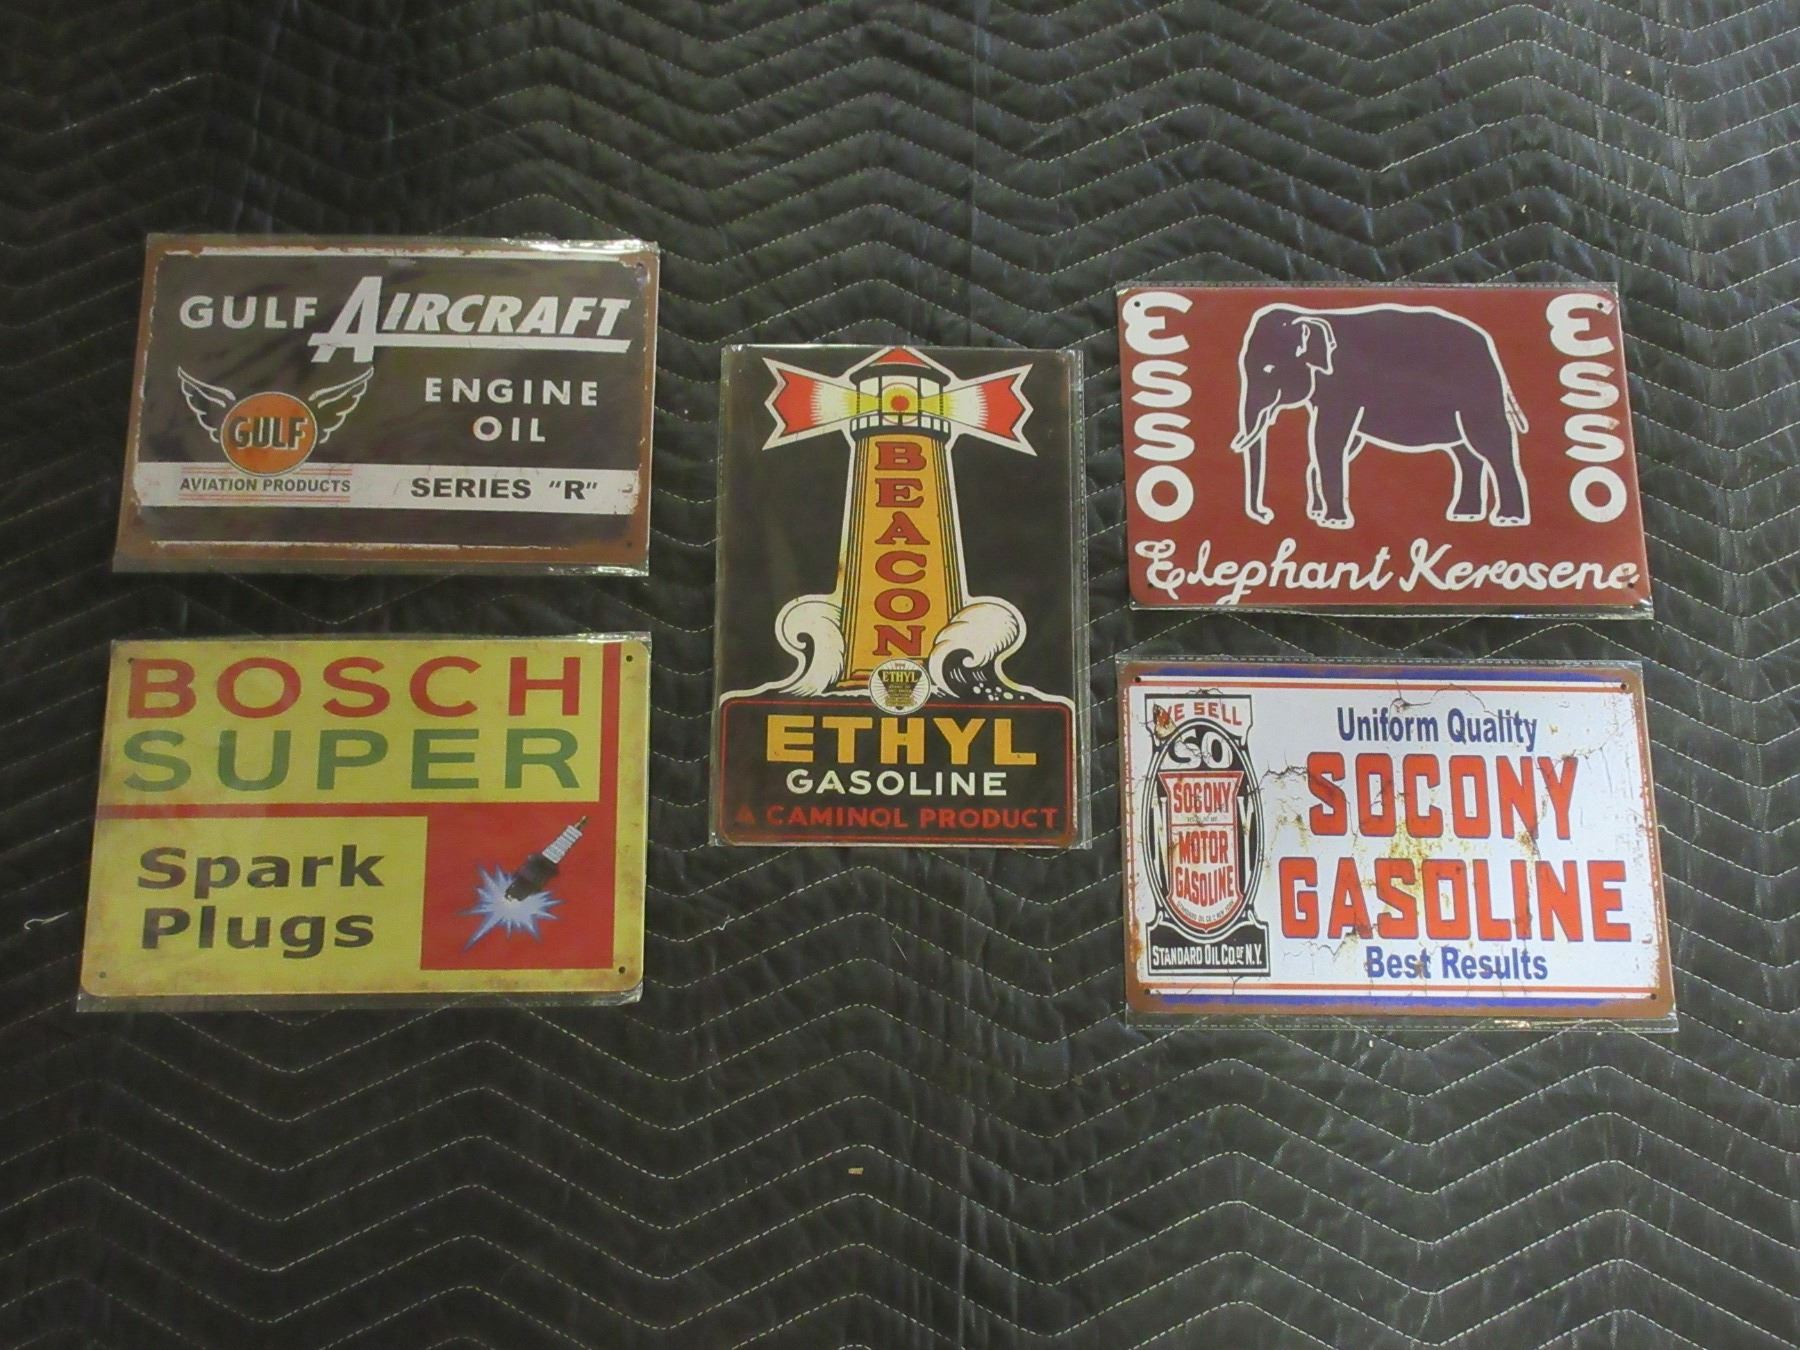 GULF AIRCRAFT
ENGINE
OIL
GULF
AVIATION PRODUCTS
SERIES "R"
BOSCH
SUPER
Spark
Plugs
BEACON
ETHYL
ETHYL
GASOLINE
A CAMINOL PRODUCT
ESSO
ESSO
Elephant Kerosene
WE SELL
SO
SOCONY
MOTOR
GASOLINE
STANDARD OIL CO. OF N.Y.
Uniform Quality
SOCONY
GASOLINE
Best Results